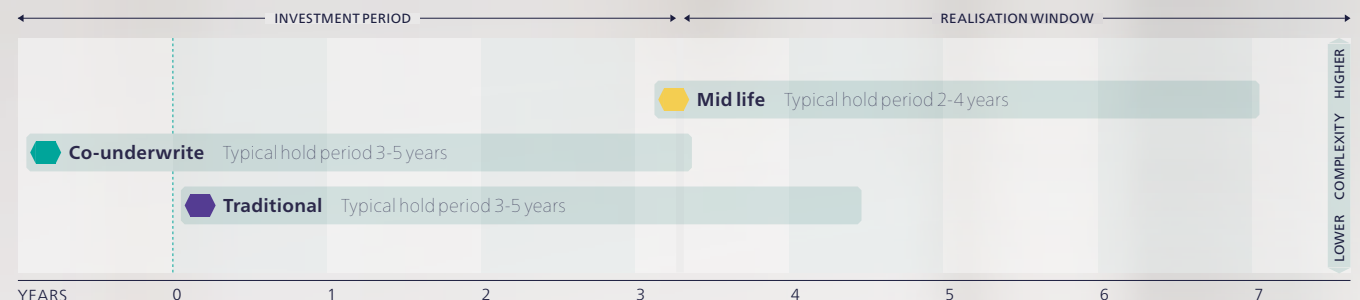 INVESTMENT PERIOD REALISATION WINDOW
Mid life Typical hold period 2-4 years
Co-underwrite Typical hold period 3-5 years
Traditional Typical hold period 3-5 years
LOWER COMPLEXITY HIGHER
YEARS 0 1 2 3 4 5 6 7